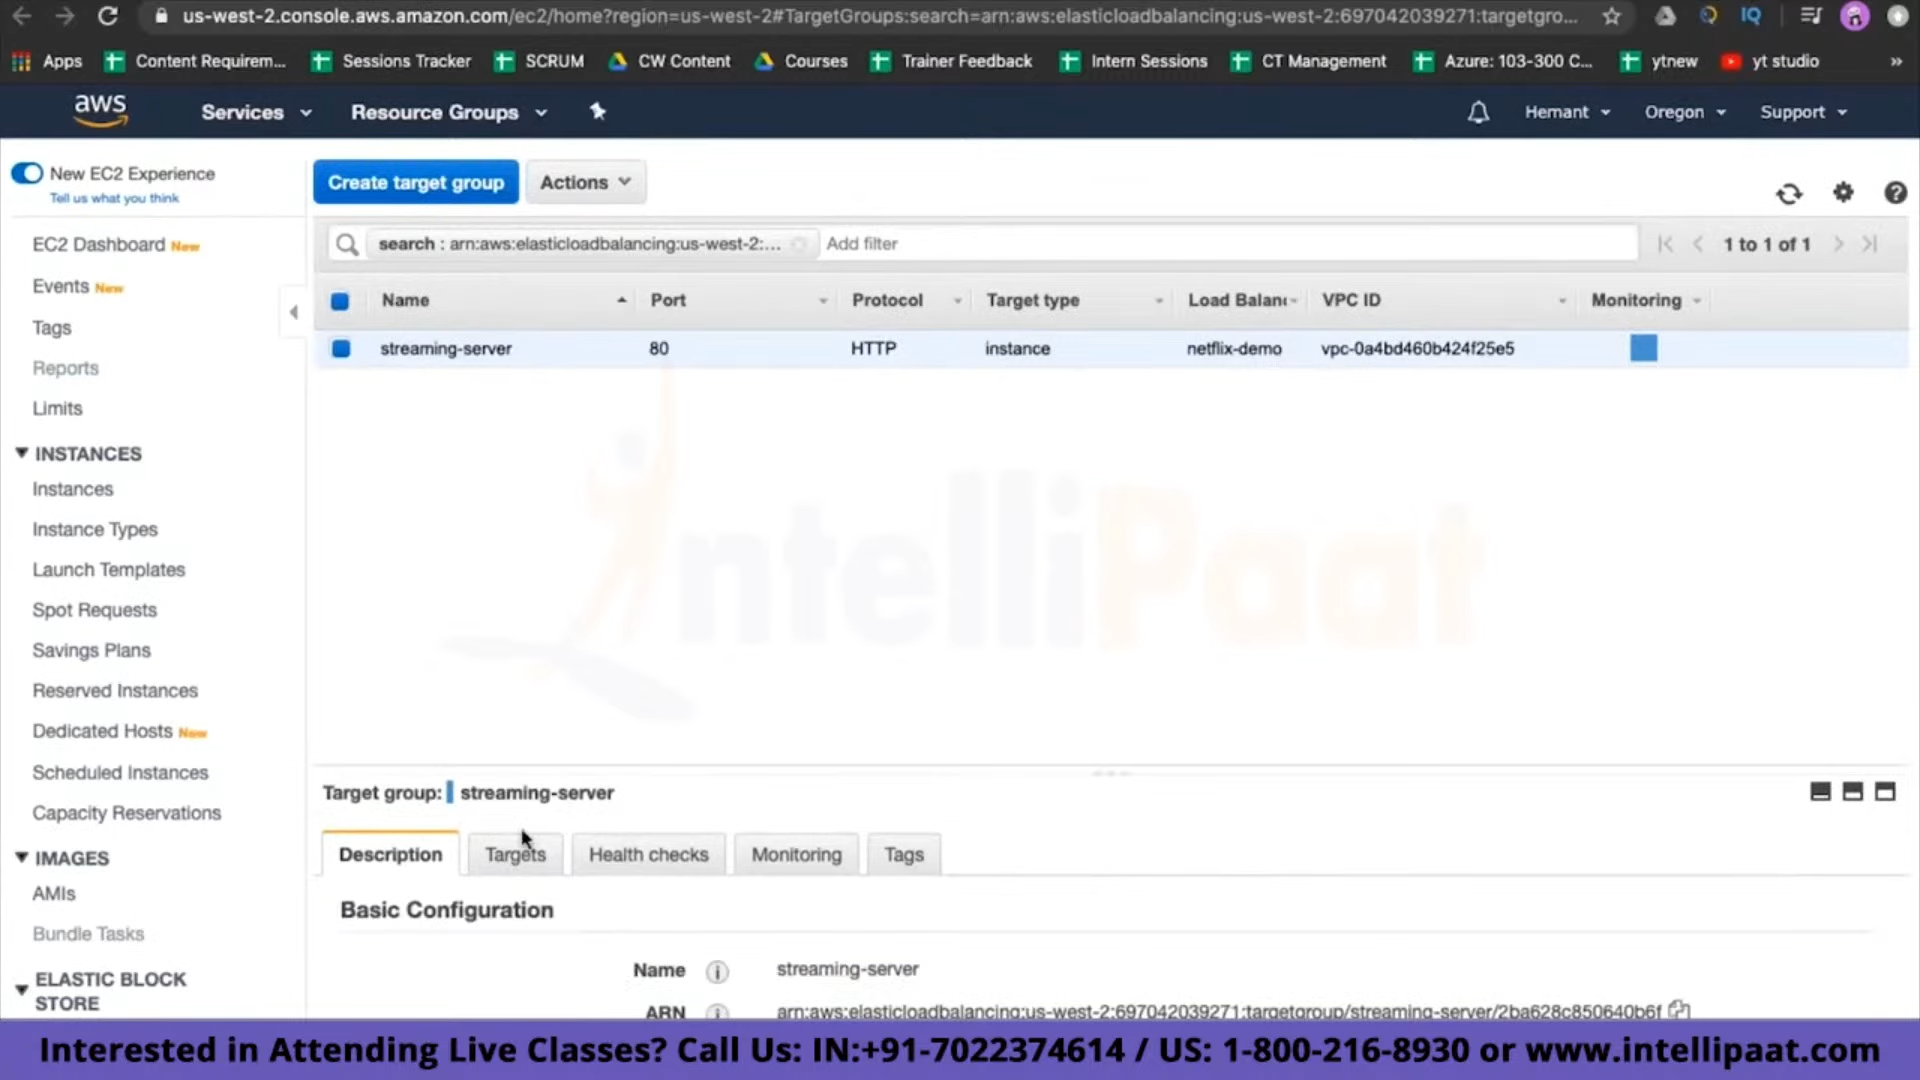 us-west-2.console.aws.amazon.com/ec2/home?region=us-west-2#TargetGroups:search=arn:aws:elasticloadbalancing:us-west-2:697042039271:targetgro...
IQ
Apps
Content Requirem...
Sessions Tracker
SCRUM
CW Content
Courses
Trainer Feedback
Intern Sessions
CT Management
Azure: 103-300 C...
ytnew
yt studio
»
aws
Services
Resource Groups
Hemant
Oregon
Support
New EC2 Experience
Tell us what you think
EC2 Dashboard New
Events New
Tags
Reports
Limits
INSTANCES
Instances
Instance Types
Launch Templates
Spot Requests
Savings Plans
Reserved Instances
Dedicated Hosts New
Scheduled Instances
Capacity Reservations
IMAGES
AMIs
Bundle Tasks
ELASTIC BLOCK
STORE
Create target group
Actions
search : arn:aws:elasticloadbalancing:us-west-2:...
Add filter
1 to 1 of 1
Name
Port
Protocol
Target type
Load Balanc
VPC ID
Monitoring
streaming-server
80
HTTP
instance
netflix-demo
vpc-0a4bd460b424f25e5
IntelliPaat
Target group: streaming-server
Description
Targets
Health checks
Monitoring
Tags
Basic Configuration
Name
streaming-server
ARN
arn:aws:elasticloadbalancing:us-west-2:697042039271:targetgroup/streaming-server/2ba628c850640b6f
Interested in Attending Live Classes? Call Us: IN:+91-7022374614 / US: 1-800-216-8930 or www.intellipaat.com